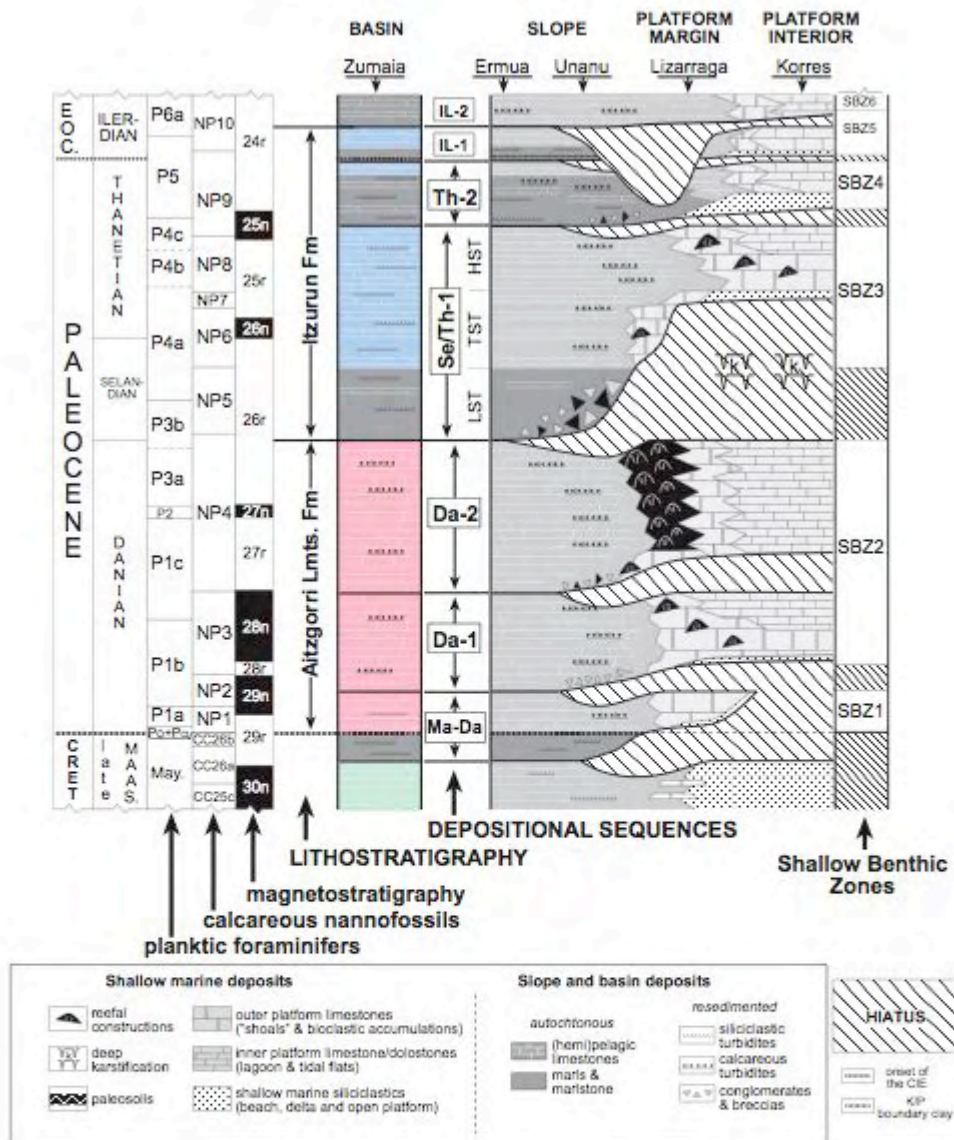 BASIN
SLOPE
PLATFORM MARGIN
PLATFORM INTERIOR
Zumaia
Ermua
Unanu
Lizarraga
Korres
EOC.
PALEOCENE
CRET
ILER-DIAN
THANETIAN
SELAN-DIAN
DANIAN
late MAAS.
P6a
P5
P4c
P4b
P4a
P3b
P3a
P2
P1c
P1b
P1a
May.
NP10
NP9
NP8
NP7
NP6
NP5
NP4
NP3
NP2
NP1
CC26b
CC26a
CC25c
24r
25n
25r
26n
26r
27n
27r
28n
28r
29n
29r
30n
Itzurun Fm
Aitzgorri Lmts. Fm
IL-2
IL-1
Th-2
Se/Th-1
Da-2
Da-1
Ma-Da
HST
TST
LST
k
k
SBZ6
SBZ5
SBZ4
SBZ3
SBZ2
SBZ1
DEPOSITIONAL SEQUENCES
LITHOSTRATIGRAPHY
magnetostratigraphy
calcareous nannofossils
planktic foraminifers
Shallow Benthic
Zones
Shallow marine deposits
reefal
constructions
deep
karstification
paleosoils
outer platform limestones
("shoals" & bioclastic accumulations)
inner platform limestone/dolostones
(lagoon & tidal flats)
shallow marine siliciclastics
(beach, delta and open platform)
Slope and basin deposits
autochtonous
(hemi)pelagic
limestones
marls &
marlstone
resedimented
siliciclastic
turbidites
calcareous
turbidites
conglomerates
& breccias
HIATUS
onset of
the CIE
K/P
boundary clay